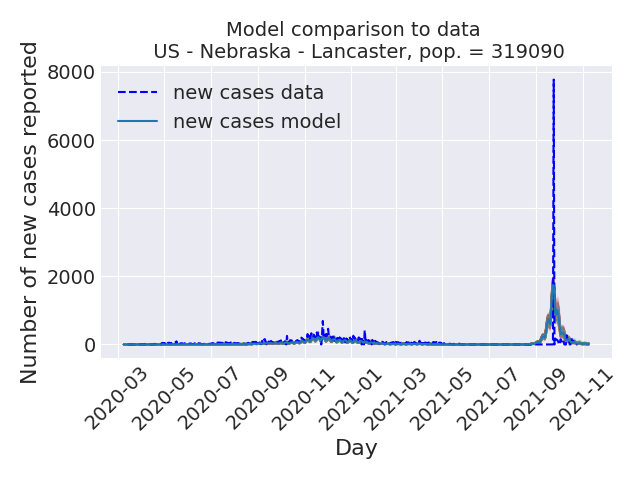 Model comparison to data
US - Nebraska - Lancaster, pop. = 319090
Number of new cases reported
8000
6000
4000
2000
0
new cases data
new cases model
2020-03
2020-05
2020-07
2020-09
2020-11
2021-01
2021-03
2021-05
2021-07
2021-09
2021-11
Day